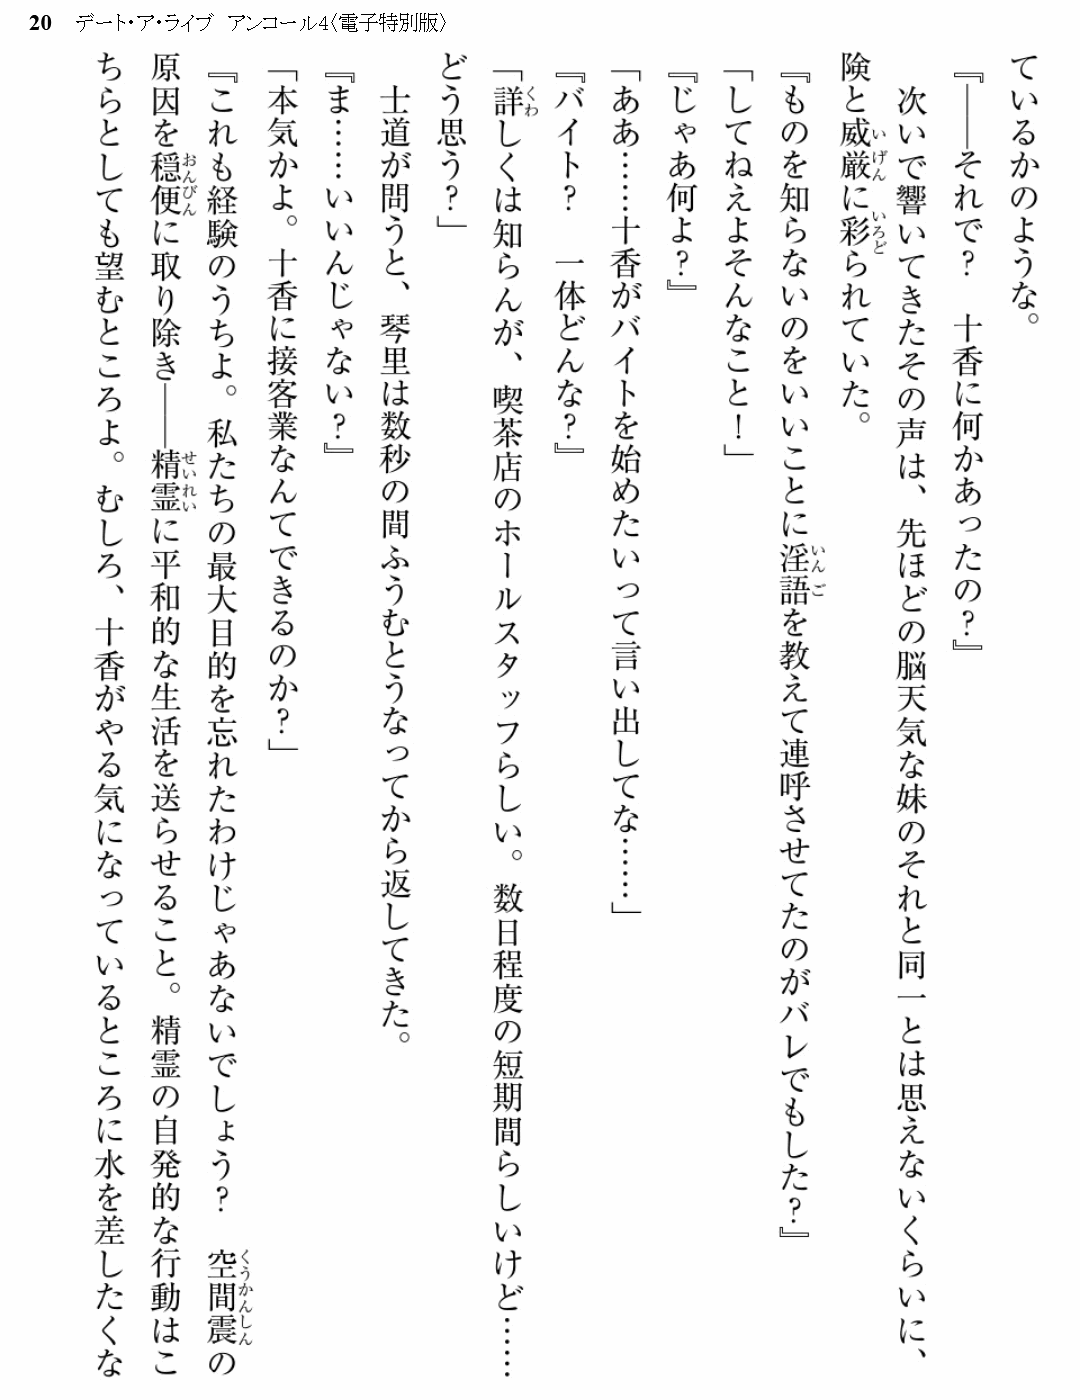 20 デート・ア・ライブ アンコール4〈電子特別版〉
ているかのような。
『――それで？　十香に何かあったの？』
　次いで響いてきたその声は、先ほどの脳天気な妹のそれと同一とは思えないくらいに、
険と威厳に彩られていた。
『ものを知らないのをいいことに淫語を教えて連呼させてたのがバレでもした？』
「してねえよそんなこと！」
『じゃあ何よ？』
「ああ……十香がバイトを始めたいって言い出してな……」
『バイト？　一体どんな？』
「詳しくは知らんが、喫茶店のホールスタッフらしい。数日程度の短期間らしいけど……
どう思う？」
　士道が問うと、琴里は数秒の間ふうむとうなってから返してきた。
『ま……いいんじゃない？』
「本気かよ。十香に接客業なんてできるのか？」
『これも経験のうちよ。私たちの最大目的を忘れたわけじゃあないでしょう？　空間震の
原因を穏便に取り除き――精霊に平和的な生活を送らせること。精霊の自発的な行動はこ
ちらとしても望むところよ。むしろ、十香がやる気になっているところに水を差したくな